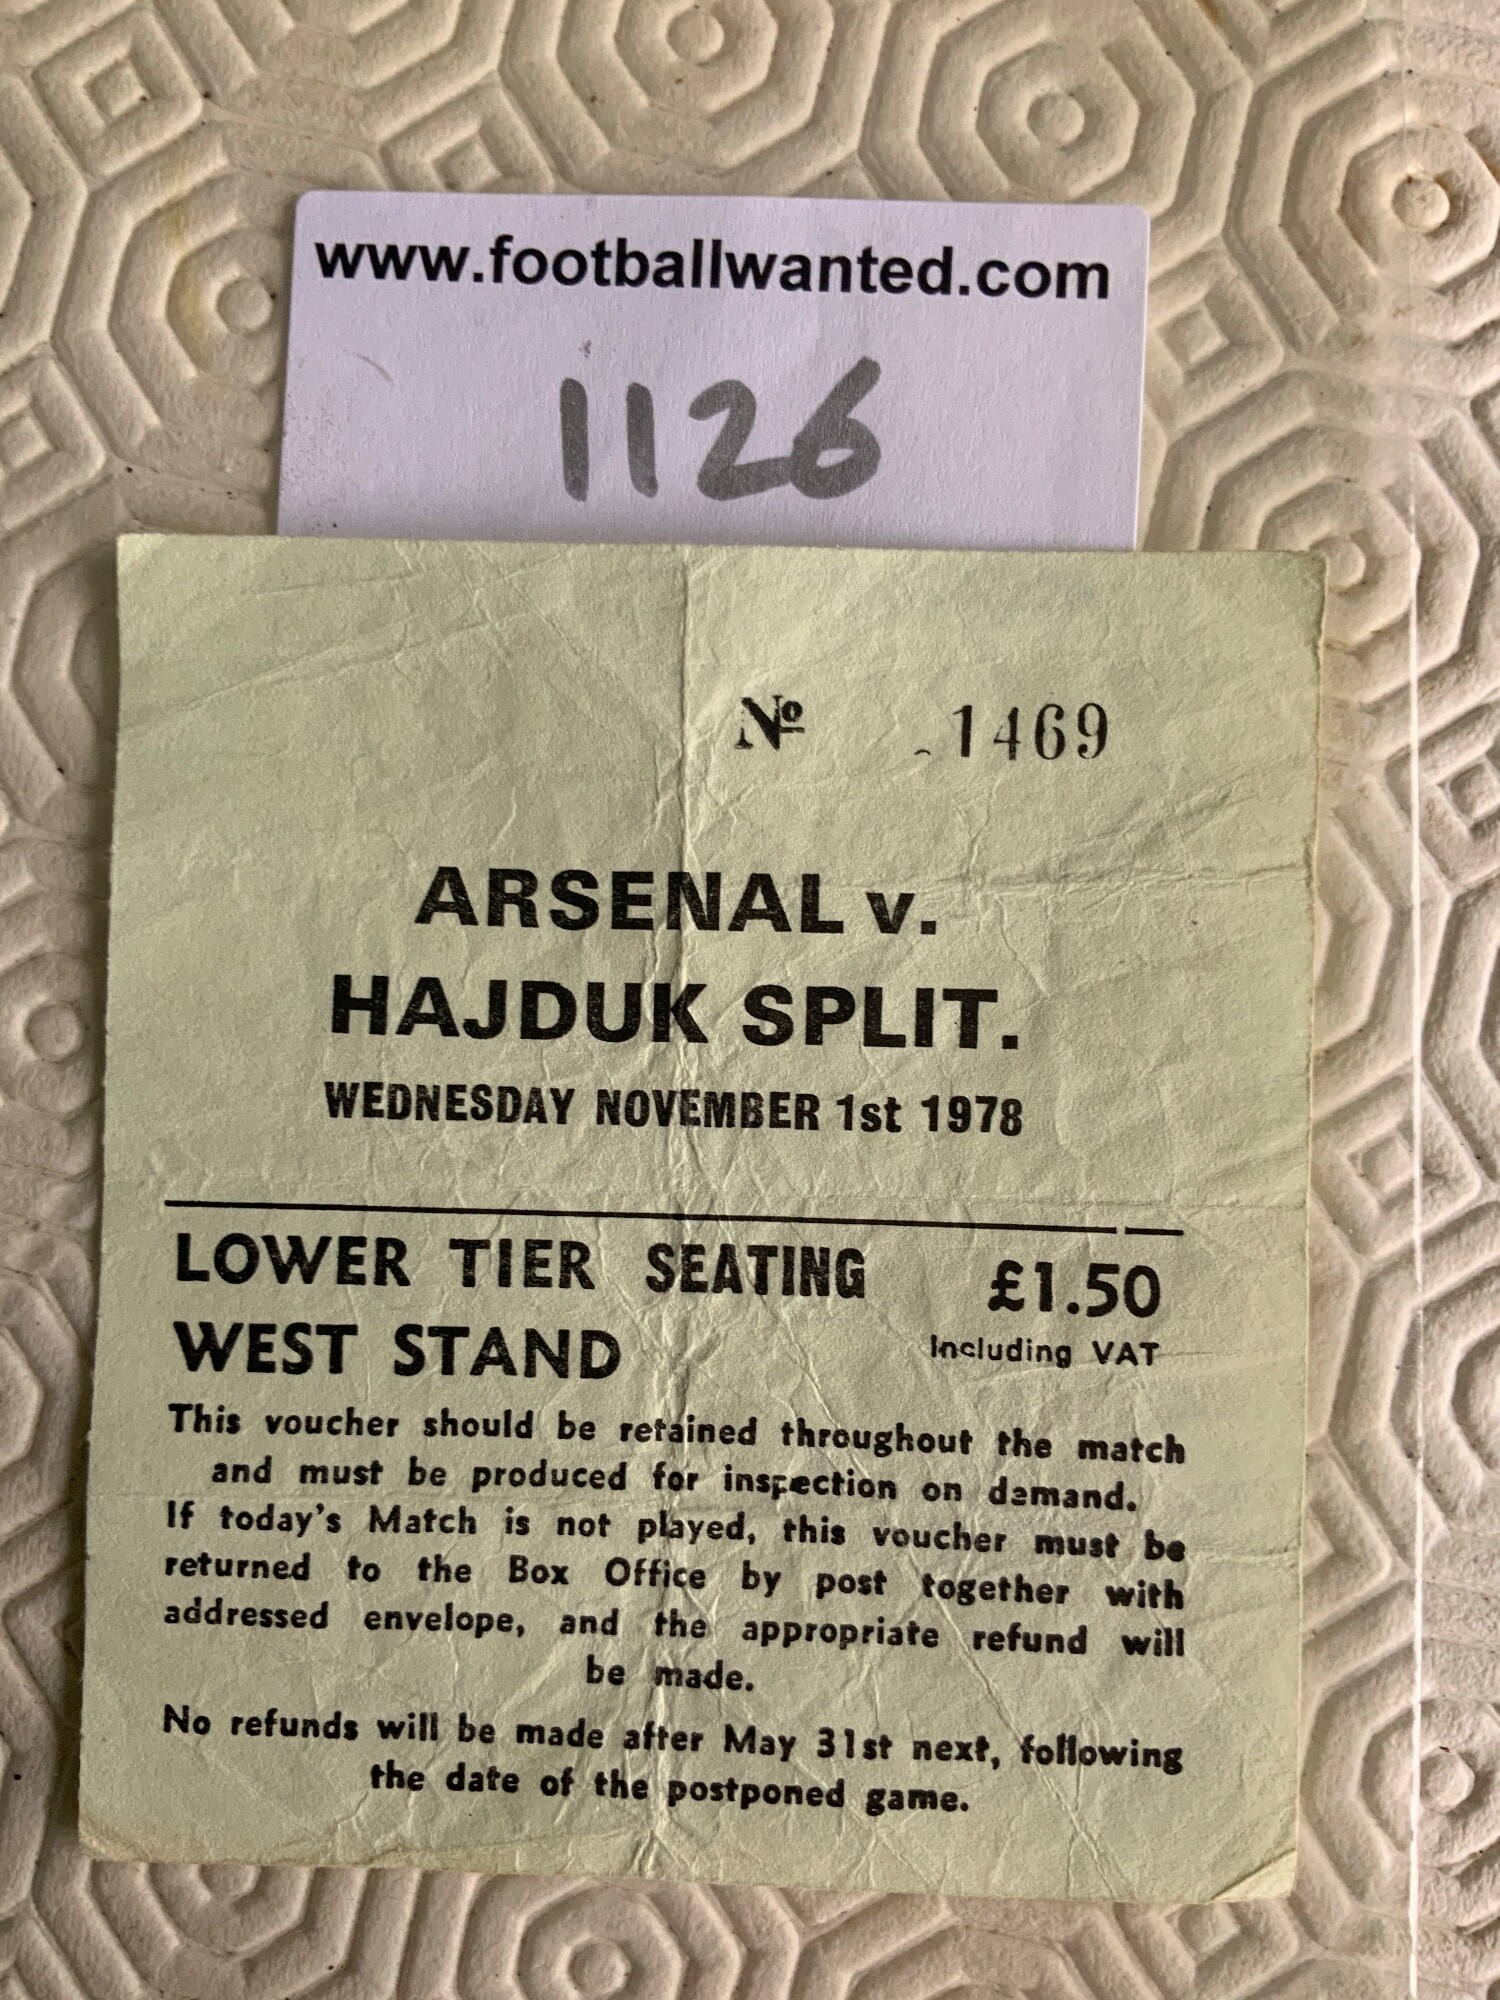 www.footballwanted.com
1126
Nº 1469
ARSENAL v.
HAJDUK SPLIT.
WEDNESDAY NOVEMBER 1st 1978
LOWER TIER SEATING £1.50
WEST STAND Including VAT
This voucher should be retained throughout the match
and must be produced for inspection on demand.
If today's Match is not played, this voucher must be
returned to the Box Office by post together with
addressed envelope, and the appropriate refund will
be made.
No refunds will be made after May 31st next, following
the date of the postponed game.